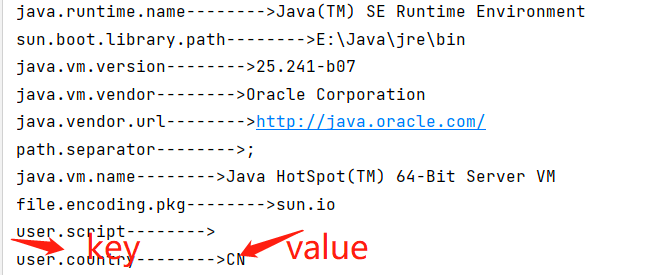 java.runtime.name-------->Java(TM) SE Runtime Environment
sun.boot.library.path-------->E:\Java\jre\bin
java.vm.version-------->25.241-b07
java.vm.vendor-------->Oracle Corporation
java.vendor.url-------->http://java.oracle.com/
path.separator-------->;
java.vm.name-------->Java HotSpot(TM) 64-Bit Server VM
file.encoding.pkg-------->sun.io
user.script-------->
key value
user.country-------->CN